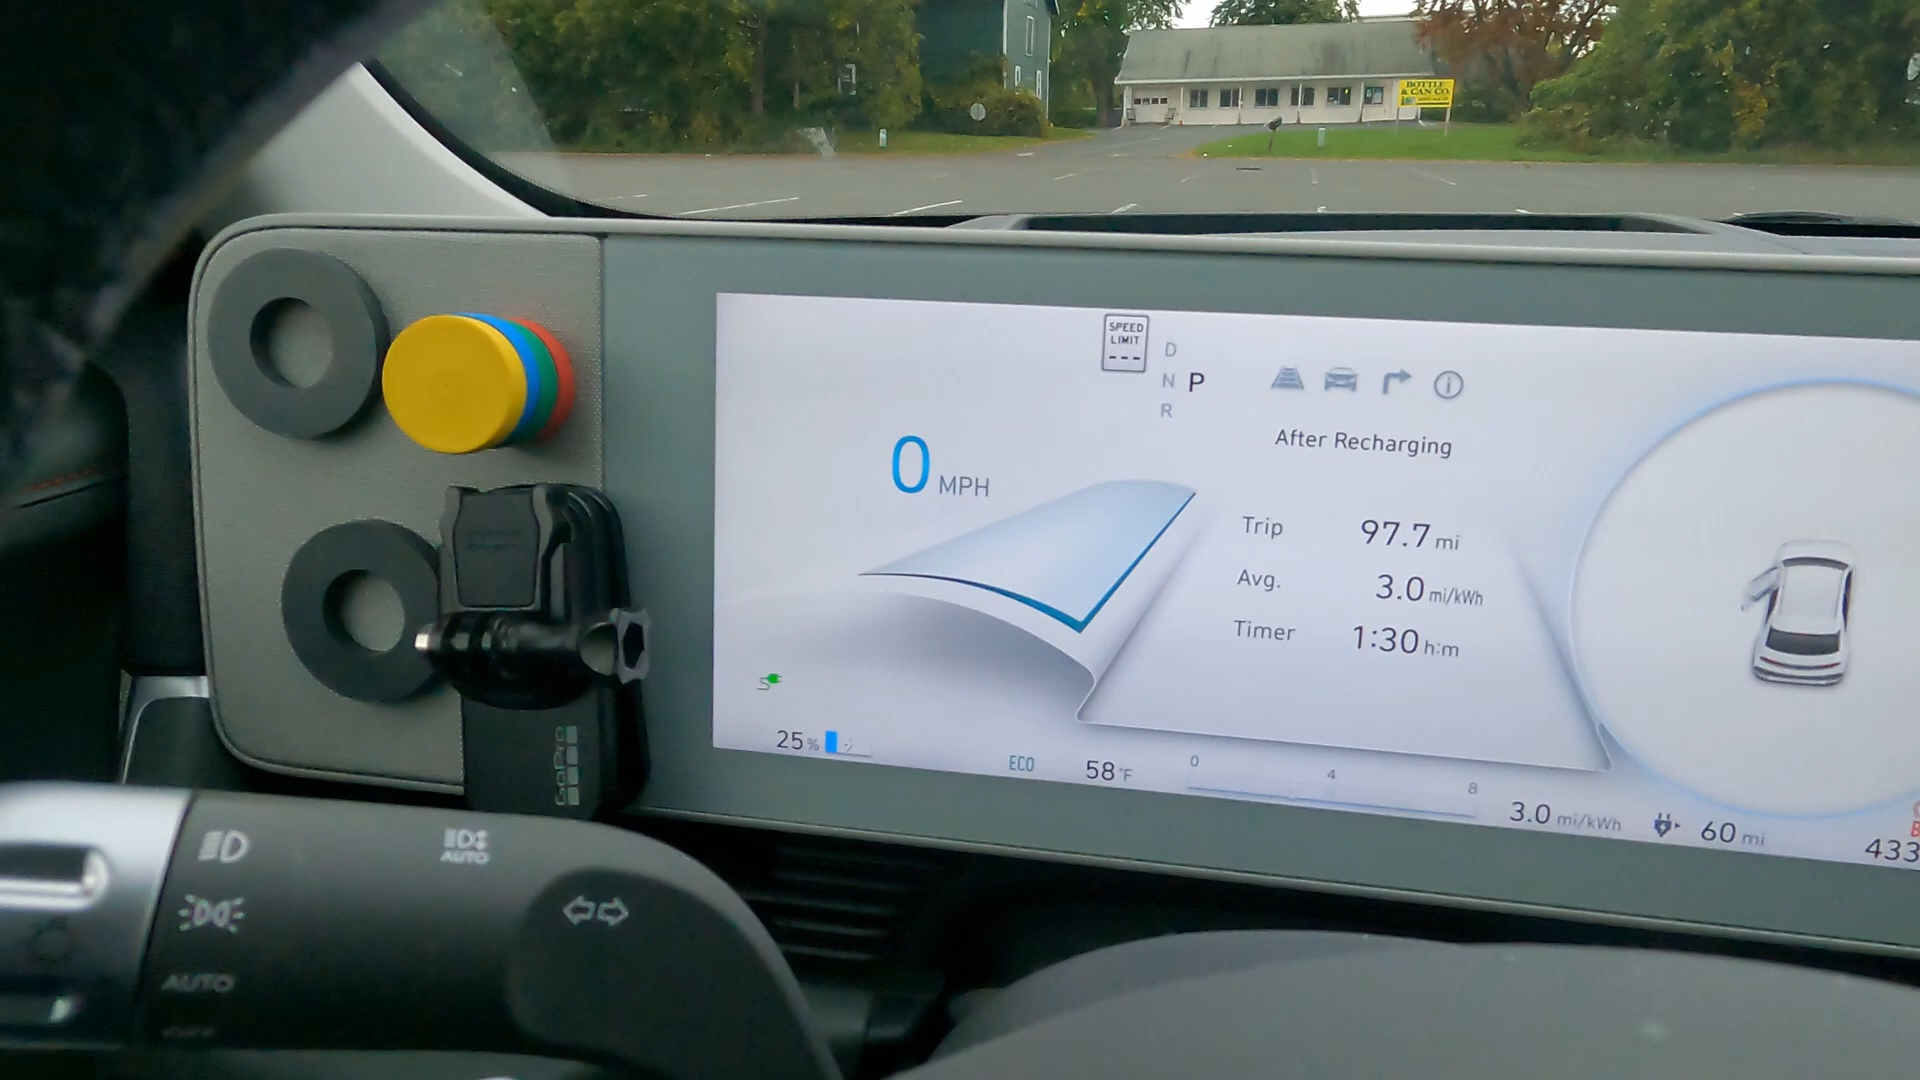 BOTTLE
& CAN CO.
SPEED
LIMIT
---
D
N P
R
After Recharging
0 MPH
Trip 97.7 mi
Avg. 3.0 mi/kWh
Timer 1:30 h:m
25%
ECO
58°F
0 4 8
3.0 mi/kWh
60 mi
433
GoPro
AUTO
AUTO
OFF